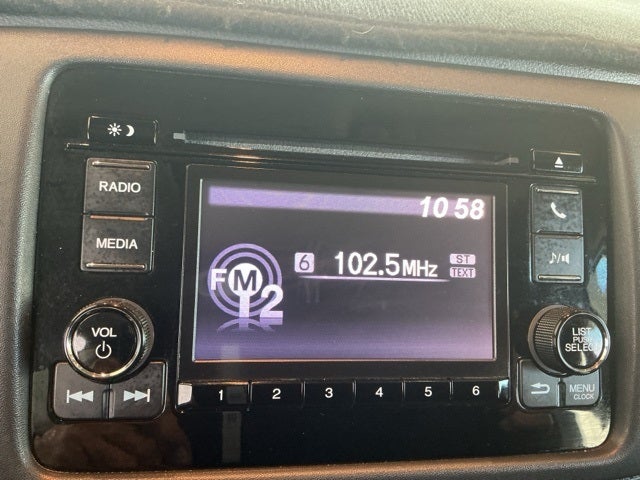 RADIO
MEDIA
VOL
10 58
FM
2
6 102.5MHz
ST
TEXT
LIST
PUSH
SELECT
MENU
CLOCK
1 2 3 4 5 6